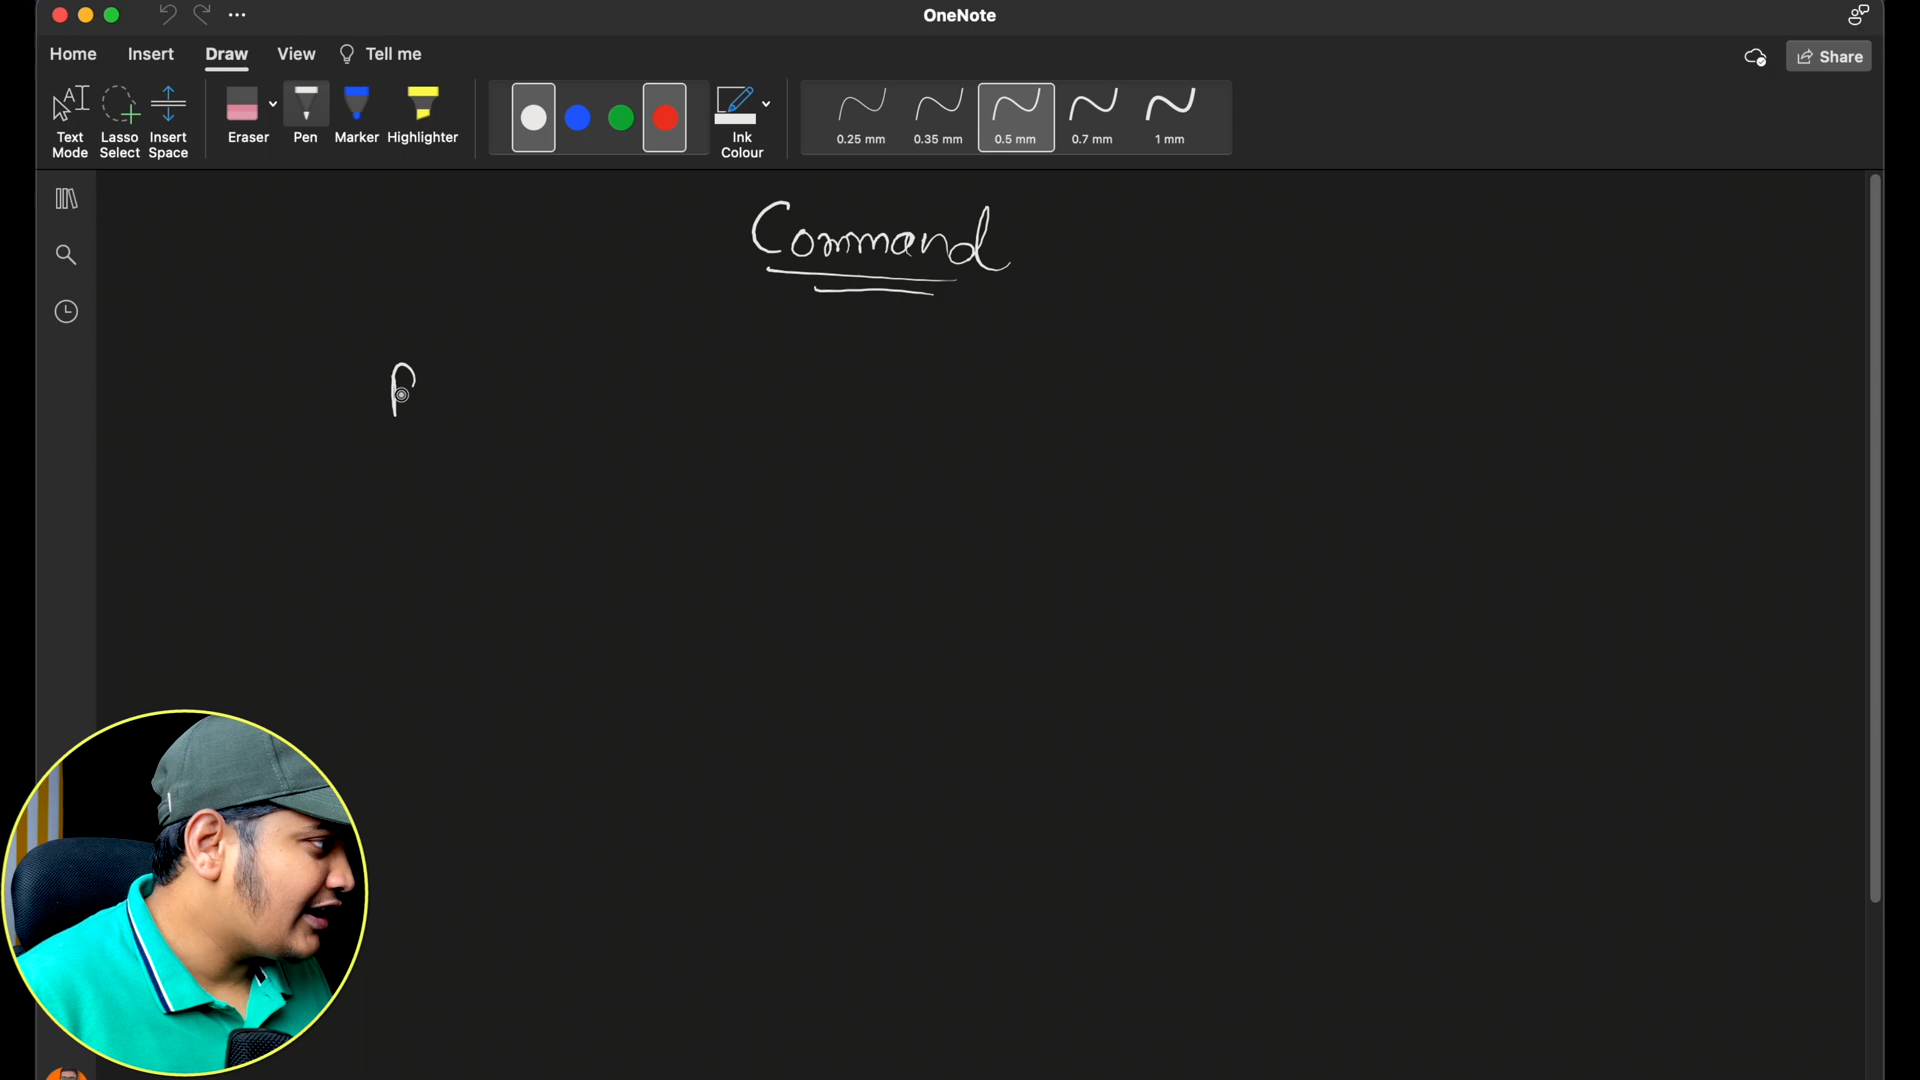 OneNote
Home Insert Draw View Tell me
Share
Text Mode
Lasso Select
Insert Space
Eraser
Pen
Marker
Highlighter
Ink Colour
0.25 mm
0.35 mm
0.5 mm
0.7 mm
1 mm
Command
P